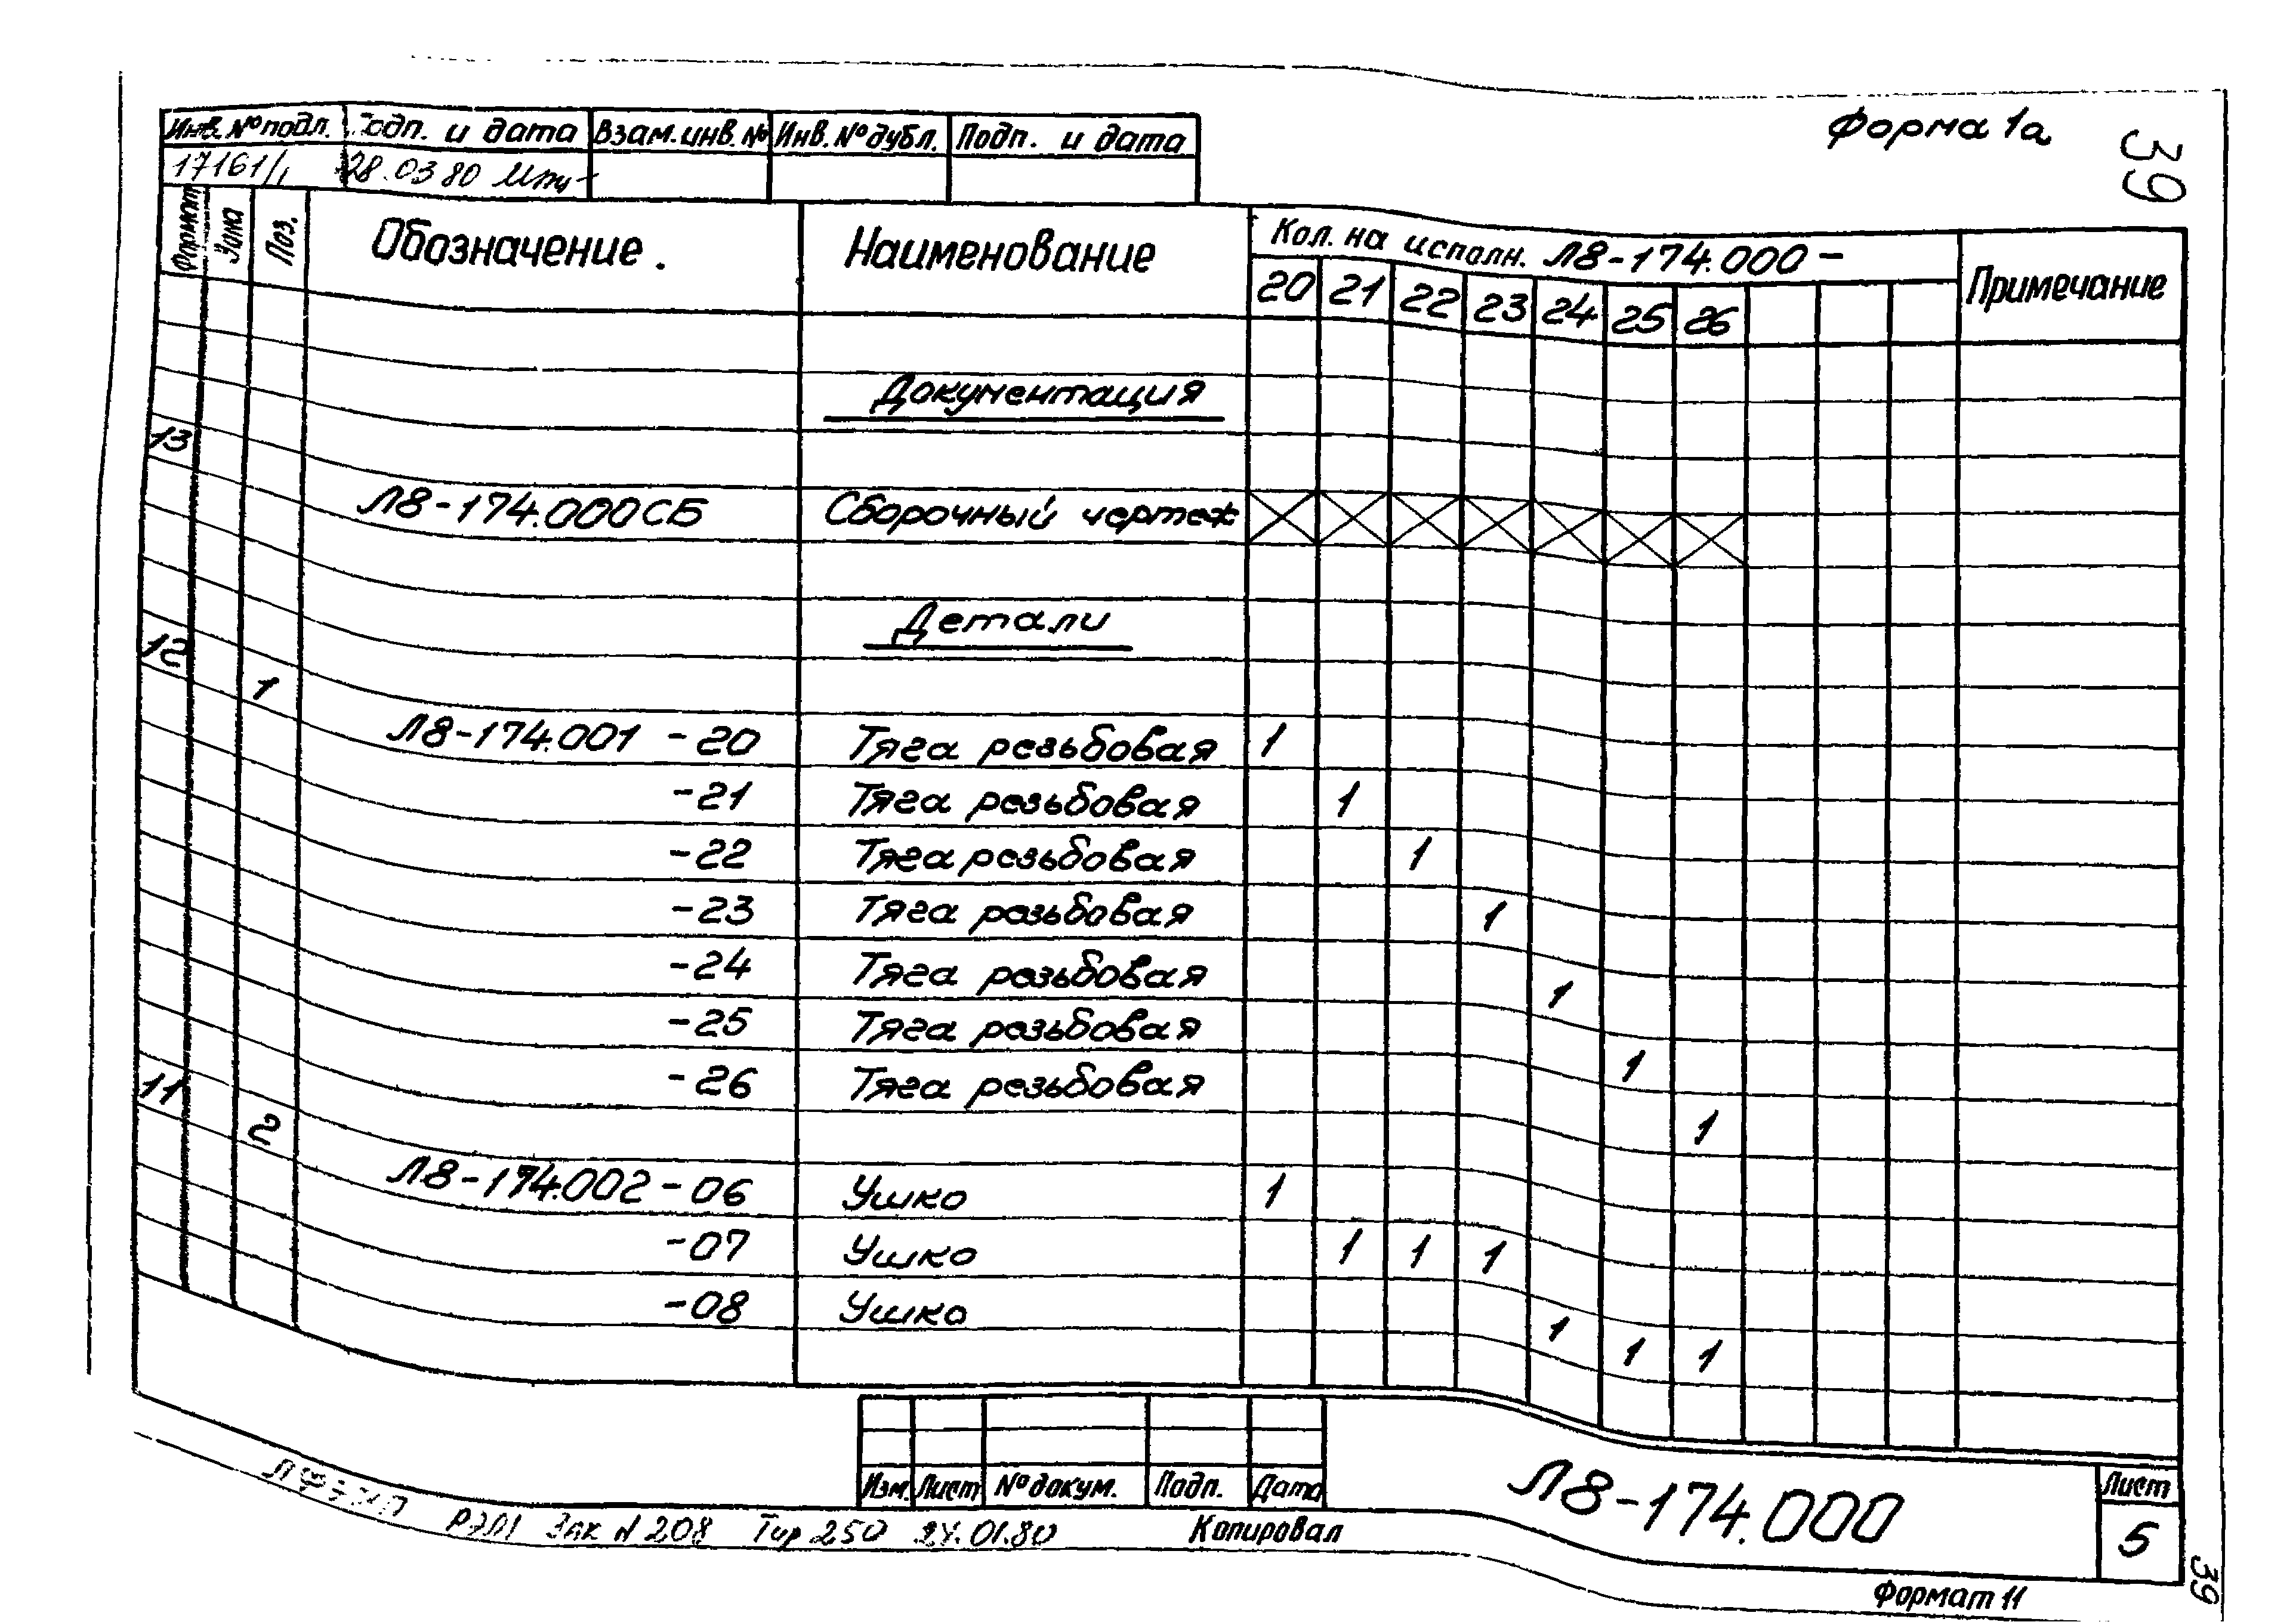 Форма 1а
39
Инв. № подл. Подп. и дата Взам. инв. № Инв. № дубл. Подп. и дата
17161/1 28.03.80
Формат Зона Поз. Обозначение. Наименование Кол. на исполн. Л8-174.000- Примечание
20 21 22 23 24 25 26
Документация
13 Л8-174.000СБ Сборочный чертеж
Детали
12 1 Л8-174.001 -20 Тяга резьбовая 1
-21 Тяга резьбовая 1
-22 Тяга резьбовая 1
-23 Тяга резьбовая 1
-24 Тяга резьбовая 1
-25 Тяга резьбовая 1
-26 Тяга резьбовая 1
11 2 Л8-174.002-06 Ушко 1
-07 Ушко 1 1 1
-08 Ушко 1 1 1
Изм. Лист № докум. Подп. Дата
Л8-174.000
Лист
5
Зак N 208 Тир 250 24.01.80
Копировал
Формат 11
39